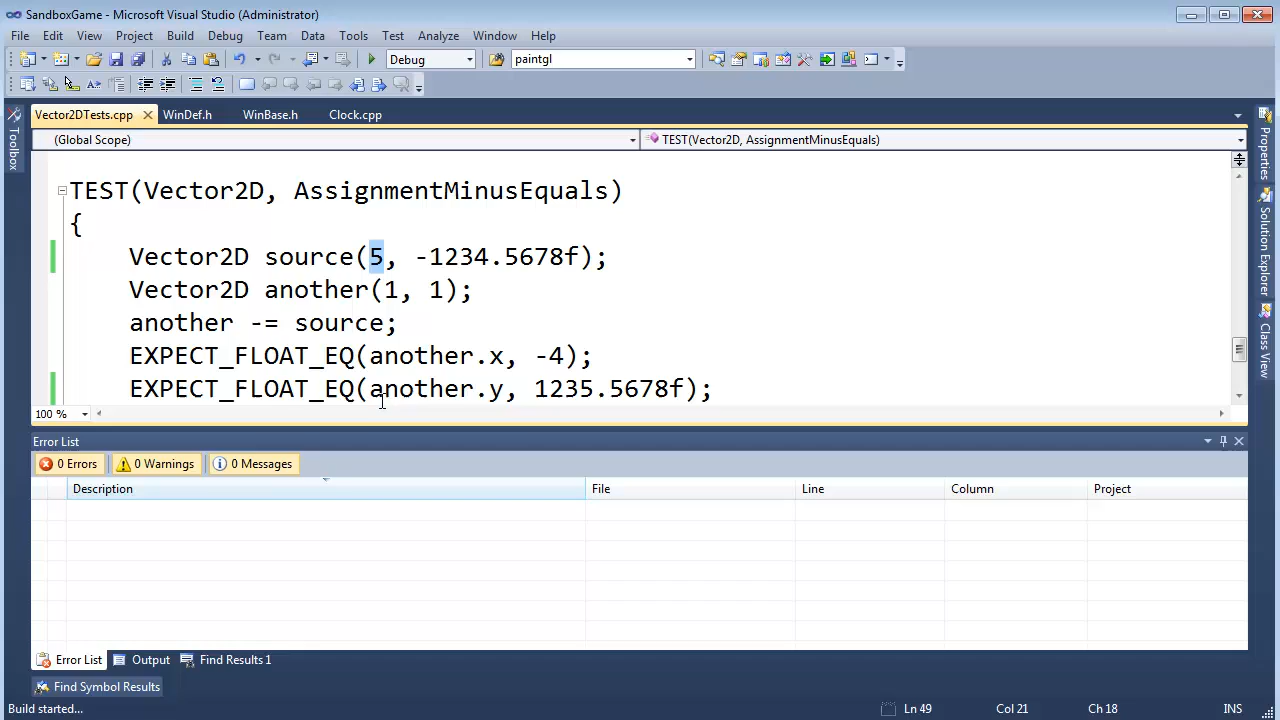 SandboxGame - Microsoft Visual Studio (Administrator)
File Edit View Project Build Debug Team Data Tools Test Analyze Window Help
Debug paintgl
Vector2DTests.cpp WinDef.h WinBase.h Clock.cpp
(Global Scope) TEST(Vector2D, AssignmentMinusEquals)
TEST(Vector2D, AssignmentMinusEquals)
{
Vector2D source(5, -1234.5678f);
Vector2D another(1, 1);
another -= source;
EXPECT_FLOAT_EQ(another.x, -4);
EXPECT_FLOAT_EQ(another.y, 1235.5678f);
100 %
Toolbox
Properties
Solution Explorer
Class View
Error List
0 Errors 0 Warnings 0 Messages
Description File Line Column Project
Error List Output Find Results 1
Find Symbol Results
Build started... Ln 49 Col 21 Ch 18 INS